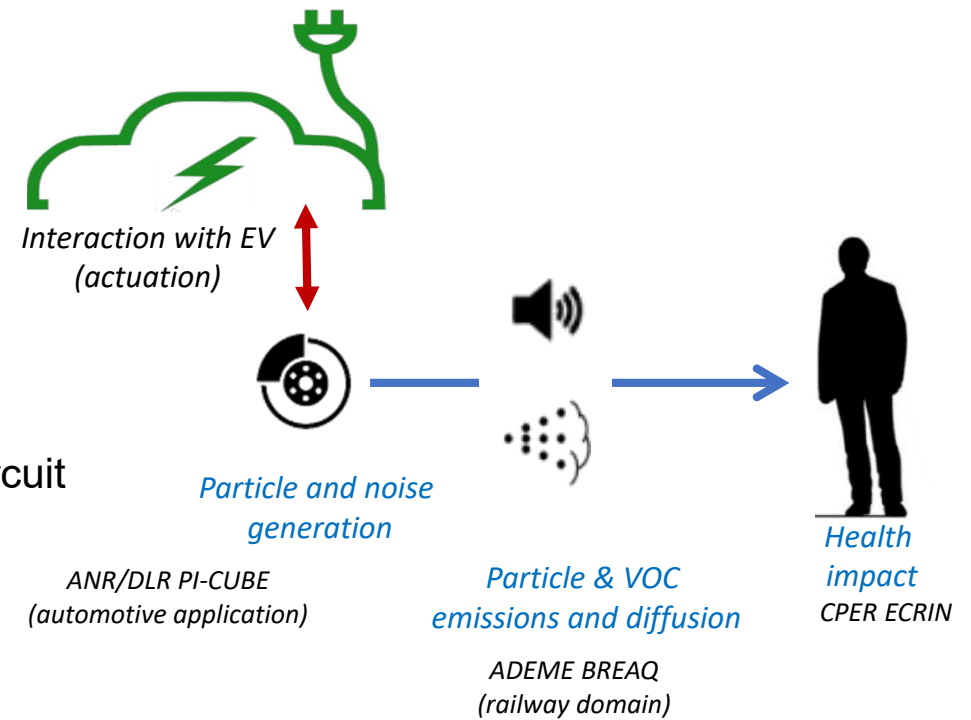 Interaction with EV
(actuation)
rcuit
Particle and noise
generation
ANR/DLR PI-CUBE
(automotive application)
Particle & VOC
emissions and diffusion
ADEME BREAQ
(railway domain)
Health
impact
CPER ECRIN